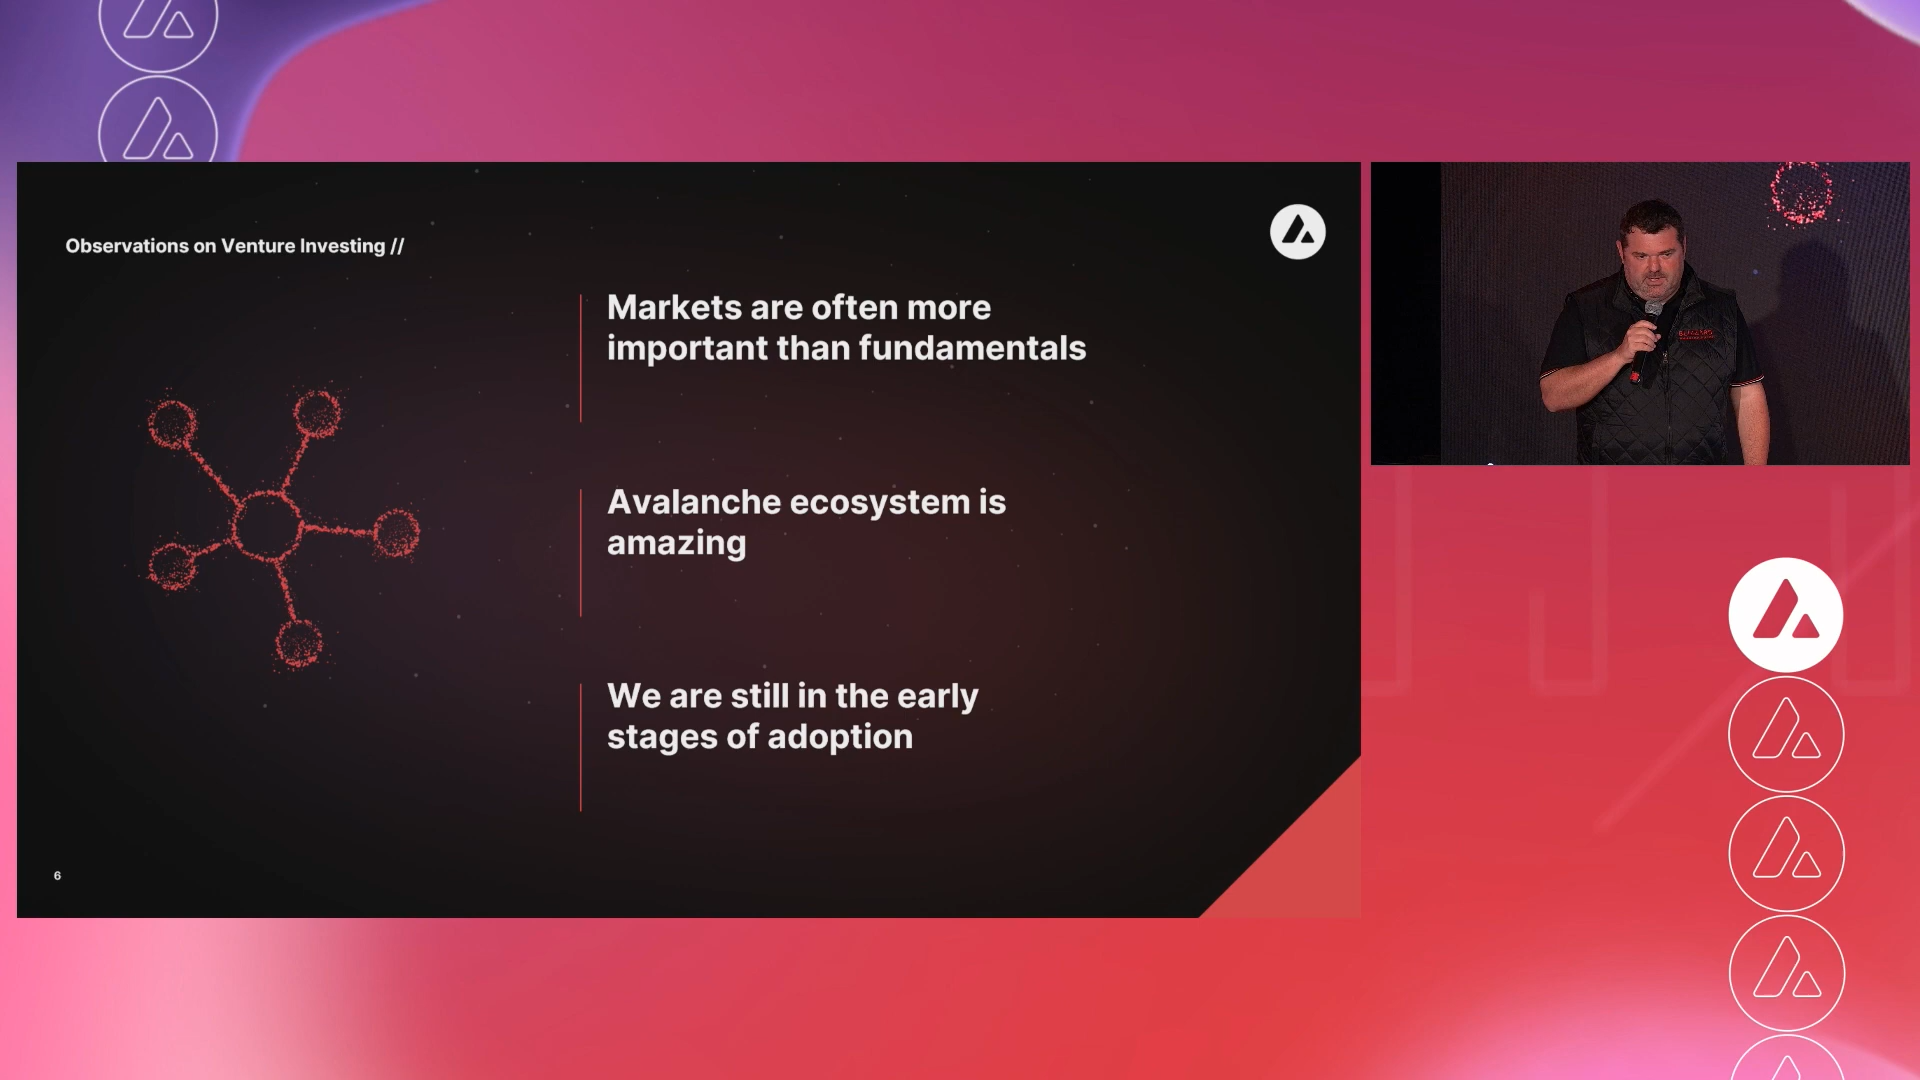 Observations on Venture Investing //
Markets are often more
important than fundamentals
Avalanche ecosystem is
amazing
We are still in the early
stages of adoption
6